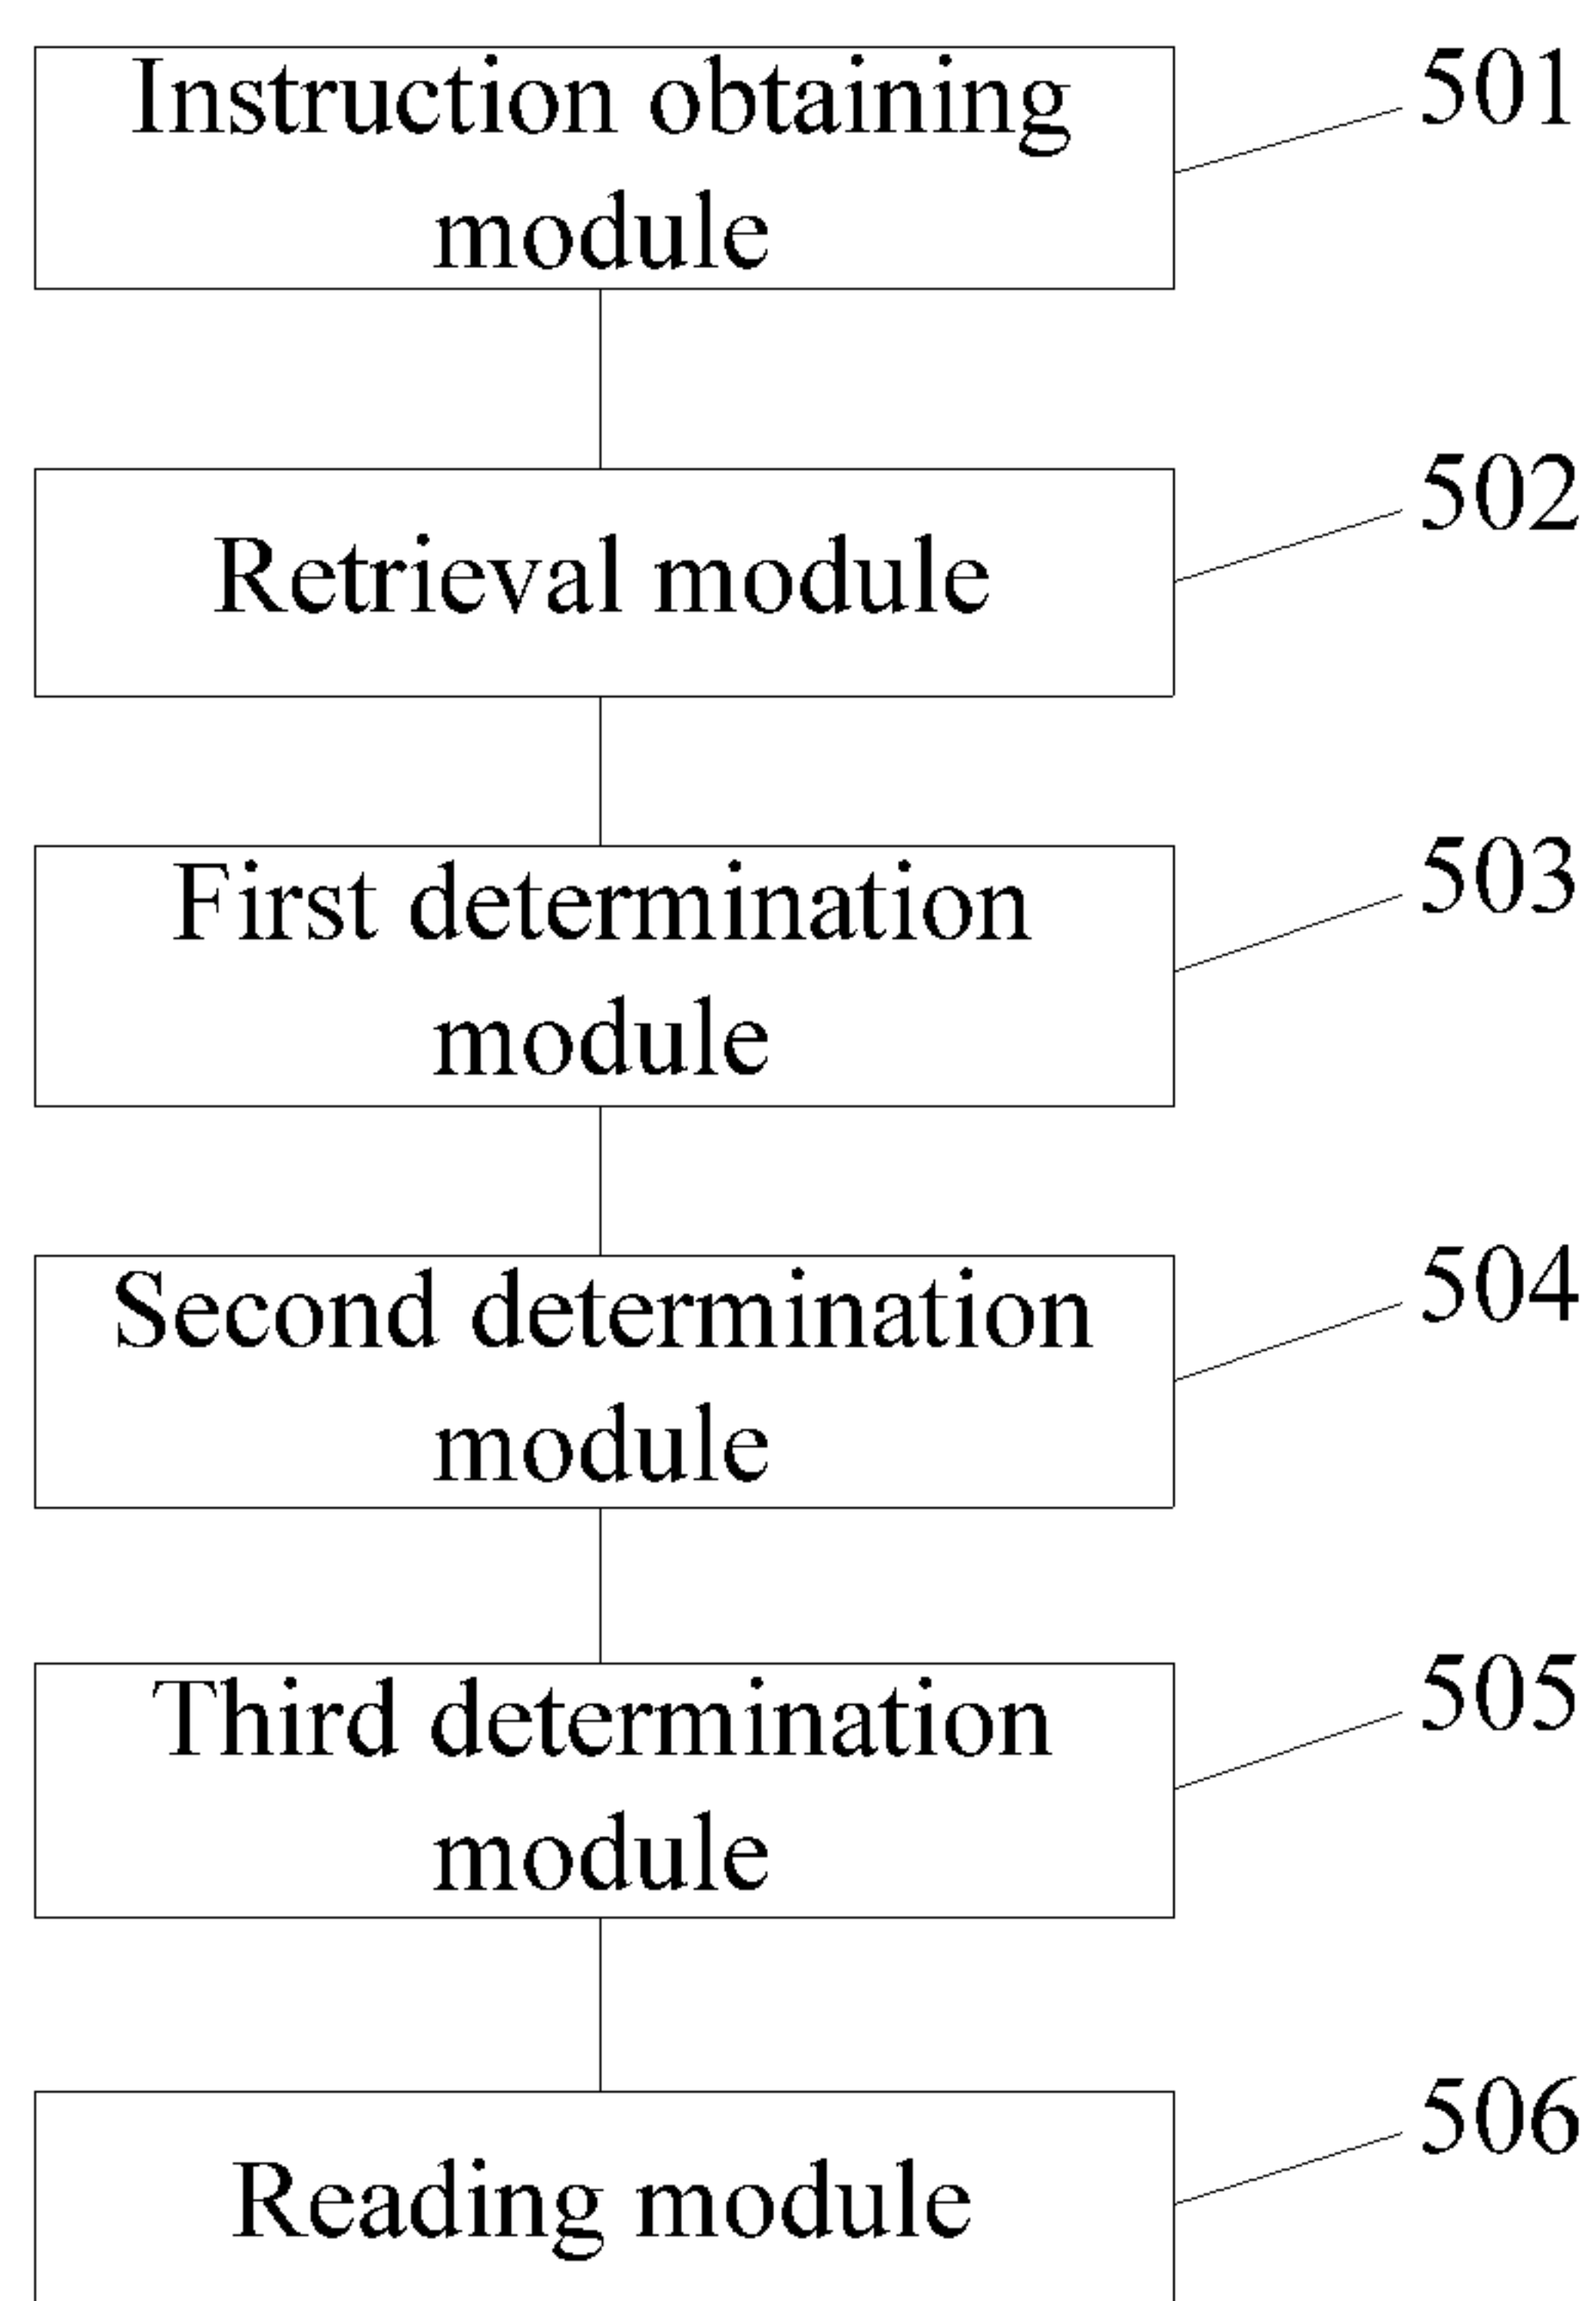 Instruction obtaining
module
501
Retrieval module
502
First determination
module
503
Second determination
module
504
Third determination
module
505
Reading module
506